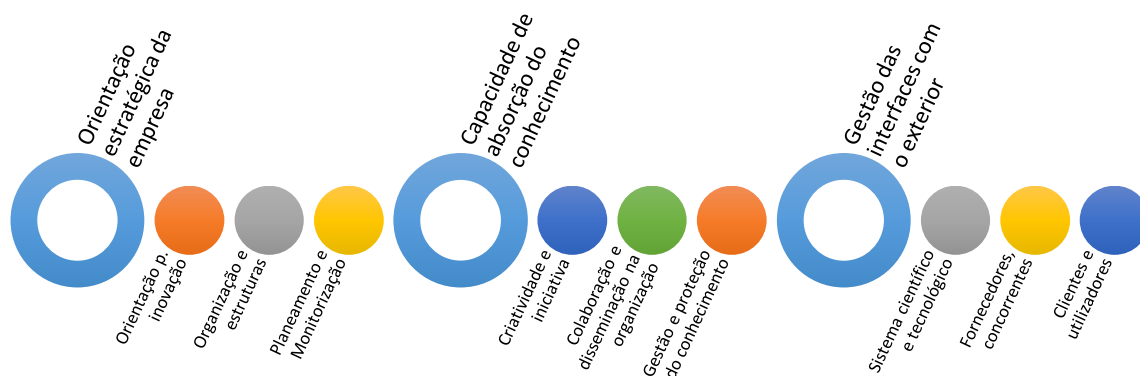 Orientação
estratégica da
empresa
Orientação p.
inovação
Organização e
estruturas
Planeamento e
Monitorização
Capacidade de
absorção do
conhecimento
Criatividade e
iniciativa
Colaboração e
disseminação na
organização
Gestão e proteção
do conhecimento
Gestão das
interfaces com
o exterior
Sistema científico
e tecnológico
Fornecedores,
concorrentes
Clientes e
utilizadores